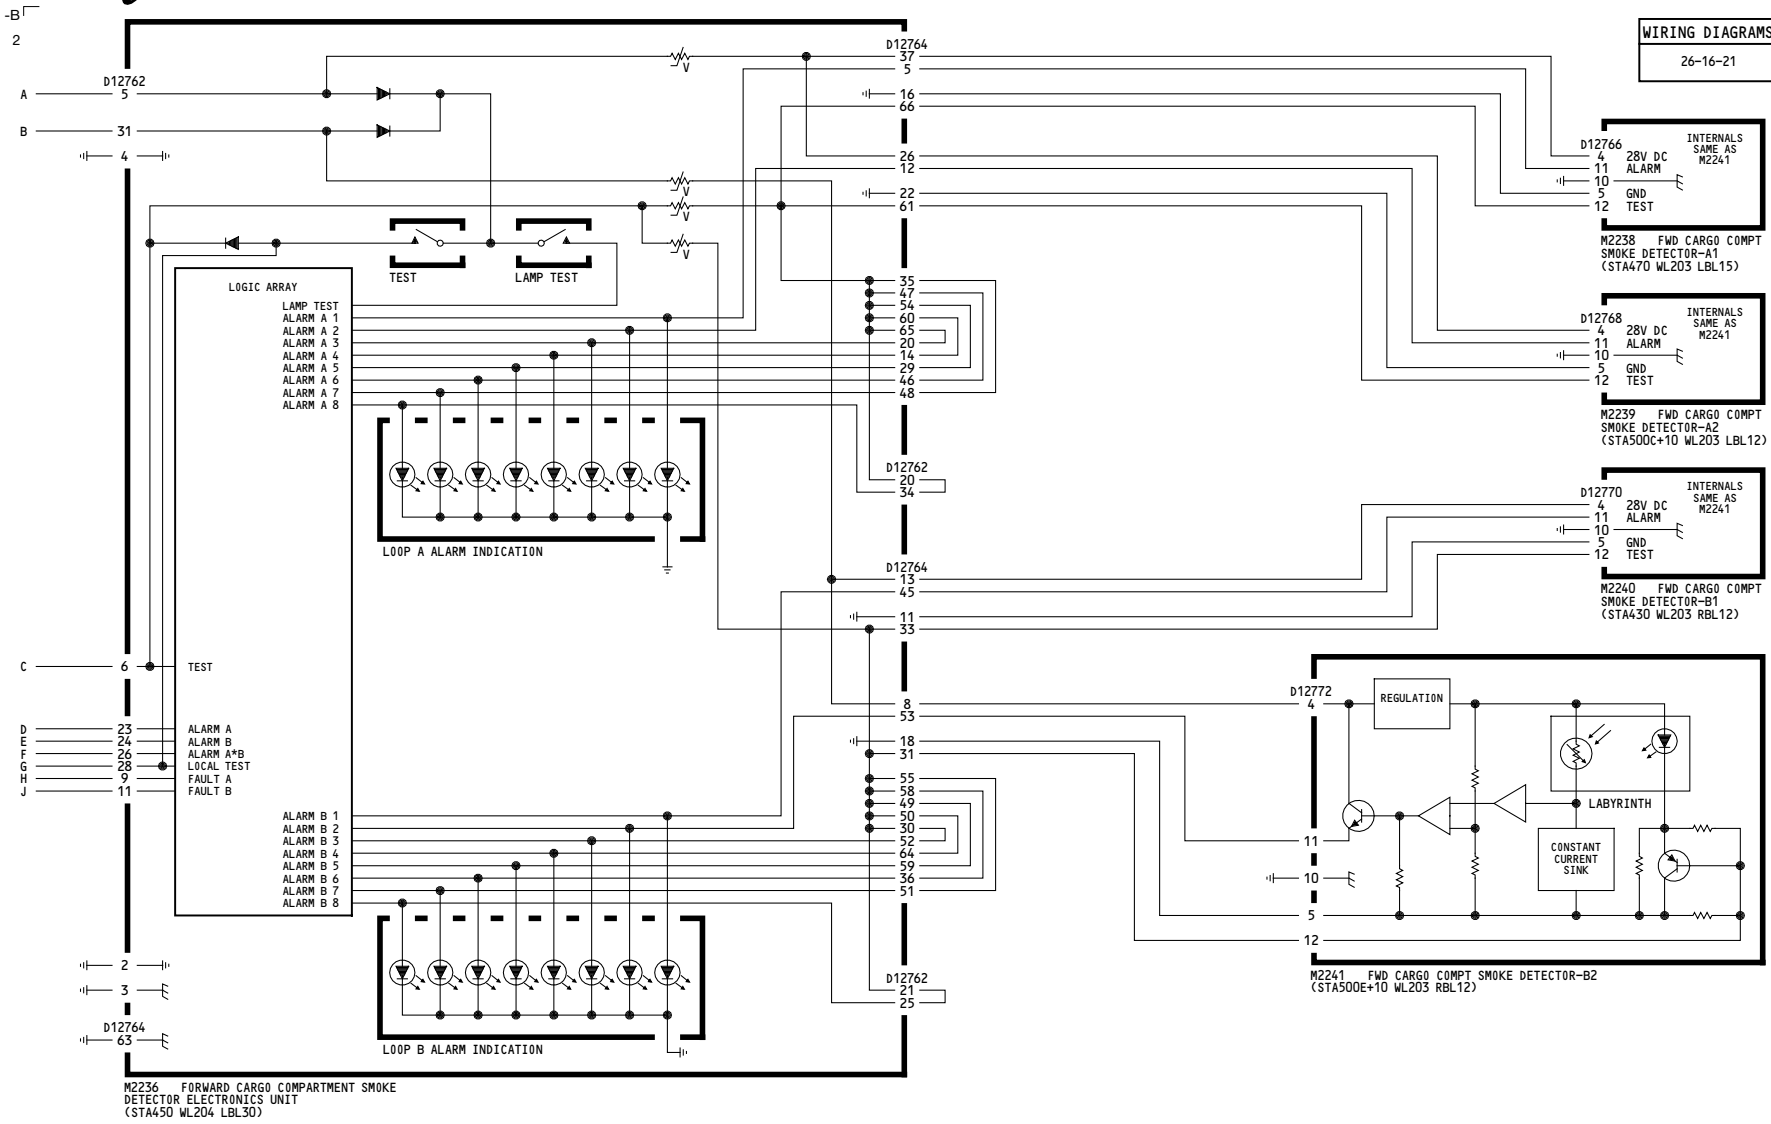 -B
2
WIRING DIAGRAMS
26-16-21
D12762
A 5
B 31
4
TEST
LAMP TEST
LOGIC ARRAY
LAMP TEST
ALARM A 1
ALARM A 2
ALARM A 3
ALARM A 4
ALARM A 5
ALARM A 6
ALARM A 7
ALARM A 8
V
V
V
V
LOOP A ALARM INDICATION
C 6 TEST
D 23 ALARM A
E 24 ALARM B
F 26 ALARM A*B
G 28 LOCAL TEST
H 9 FAULT A
J 11 FAULT B
ALARM B 1
ALARM B 2
ALARM B 3
ALARM B 4
ALARM B 5
ALARM B 6
ALARM B 7
ALARM B 8
LOOP B ALARM INDICATION
2
3
D12764
63
M2236 FORWARD CARGO COMPARTMENT SMOKE
DETECTOR ELECTRONICS UNIT
(STA450 WL204 LBL30)
D12764
37
5
16
66
26
12
22
61
35
47
54
60
65
20
14
29
46
48
D12762
20
34
D12764
13
45
11
33
8
53
18
31
55
58
49
50
30
52
64
59
36
51
D12762
21
25
D12766
INTERNALS
SAME AS
M2241
4 28V DC
11 ALARM
10
5 GND
12 TEST
M2238 FWD CARGO COMPT
SMOKE DETECTOR-A1
(STA470 WL203 LBL15)
D12768
INTERNALS
SAME AS
M2241
4 28V DC
11 ALARM
10
5 GND
12 TEST
M2239 FWD CARGO COMPT
SMOKE DETECTOR-A2
(STA500C+10 WL203 LBL12)
D12770
INTERNALS
SAME AS
M2241
4 28V DC
11 ALARM
10
5 GND
12 TEST
M2240 FWD CARGO COMPT
SMOKE DETECTOR-B1
(STA430 WL203 RBL12)
D12772
4
REGULATION
LABYRINTH
11
CONSTANT
CURRENT
SINK
10
5
12
M2241 FWD CARGO COMPT SMOKE DETECTOR-B2
(STA500E+10 WL203 RBL12)